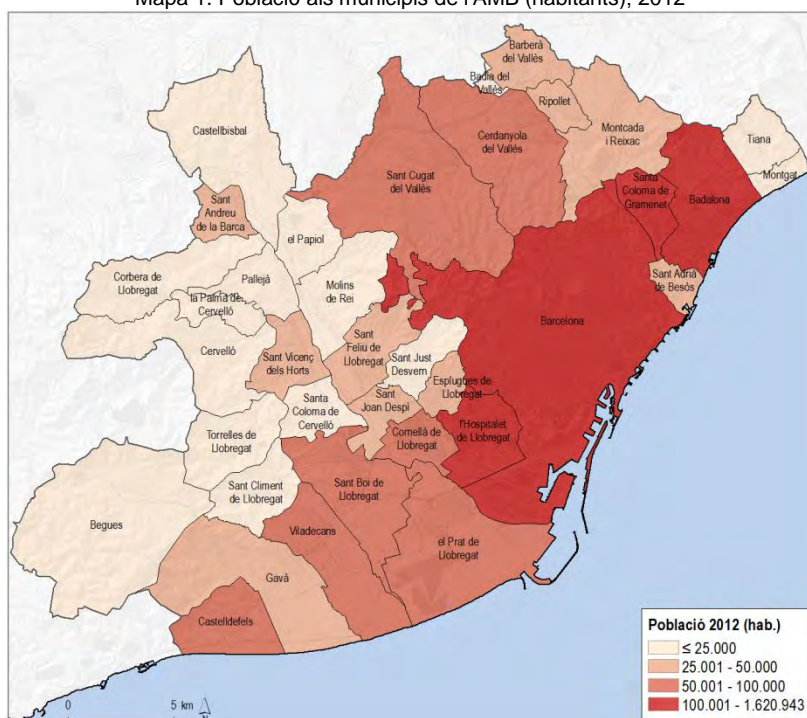 Mapa 1. Població als municipis de l'AMB (habitants), 2012
Barberà
del Vallès
Badia del
Vallès
Ripollet
Castellbisbal
Cerdanyola
del Vallès
Montcada
i Reixac
Tiana
Montgat
Sant Cugat
del Vallès
Santa
Coloma de
Gramenet
Badalona
Sant
Andreu
de la Barca
el Papiol
Corbera de
Llobregat
Pallejà
Molins
de Rei
Sant Adrià
de Besòs
la Palma de
Cervelló
Barcelona
Cervelló
Sant Vicenç
dels Horts
Sant
Feliu de
Llobregat
Sant Just
Desvern
Esplugues de
Llobregat
Santa
Coloma de
Cervelló
Sant
Joan Despí
l'Hospitalet
de Llobregat
Cornellà de
Llobregat
Torrelles de
Llobregat
Sant Climent
de Llobregat
Sant Boi de
Llobregat
Begues
Viladecans
el Prat de
Llobregat
Gavà
Castelldefels
Població 2012 (hab.)
≤ 25.000
25.001 - 50.000
50.001 - 100.000
100.001 - 1.620.943
0 5 km
N